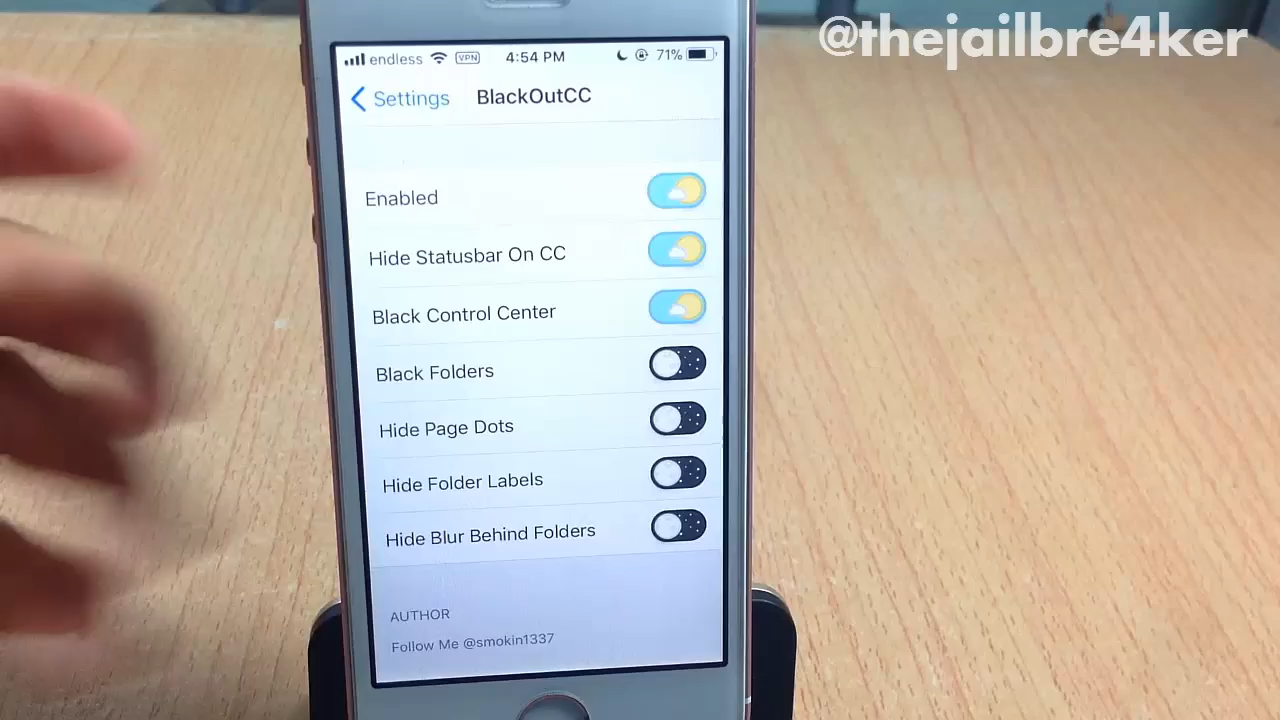 @thejailbre4ker
endless VPN 4:54 PM 71%
Settings BlackOutCC
Enabled
Hide Statusbar On CC
Black Control Center
Black Folders
Hide Page Dots
Hide Folder Labels
Hide Blur Behind Folders
AUTHOR
Follow Me @smokin1337